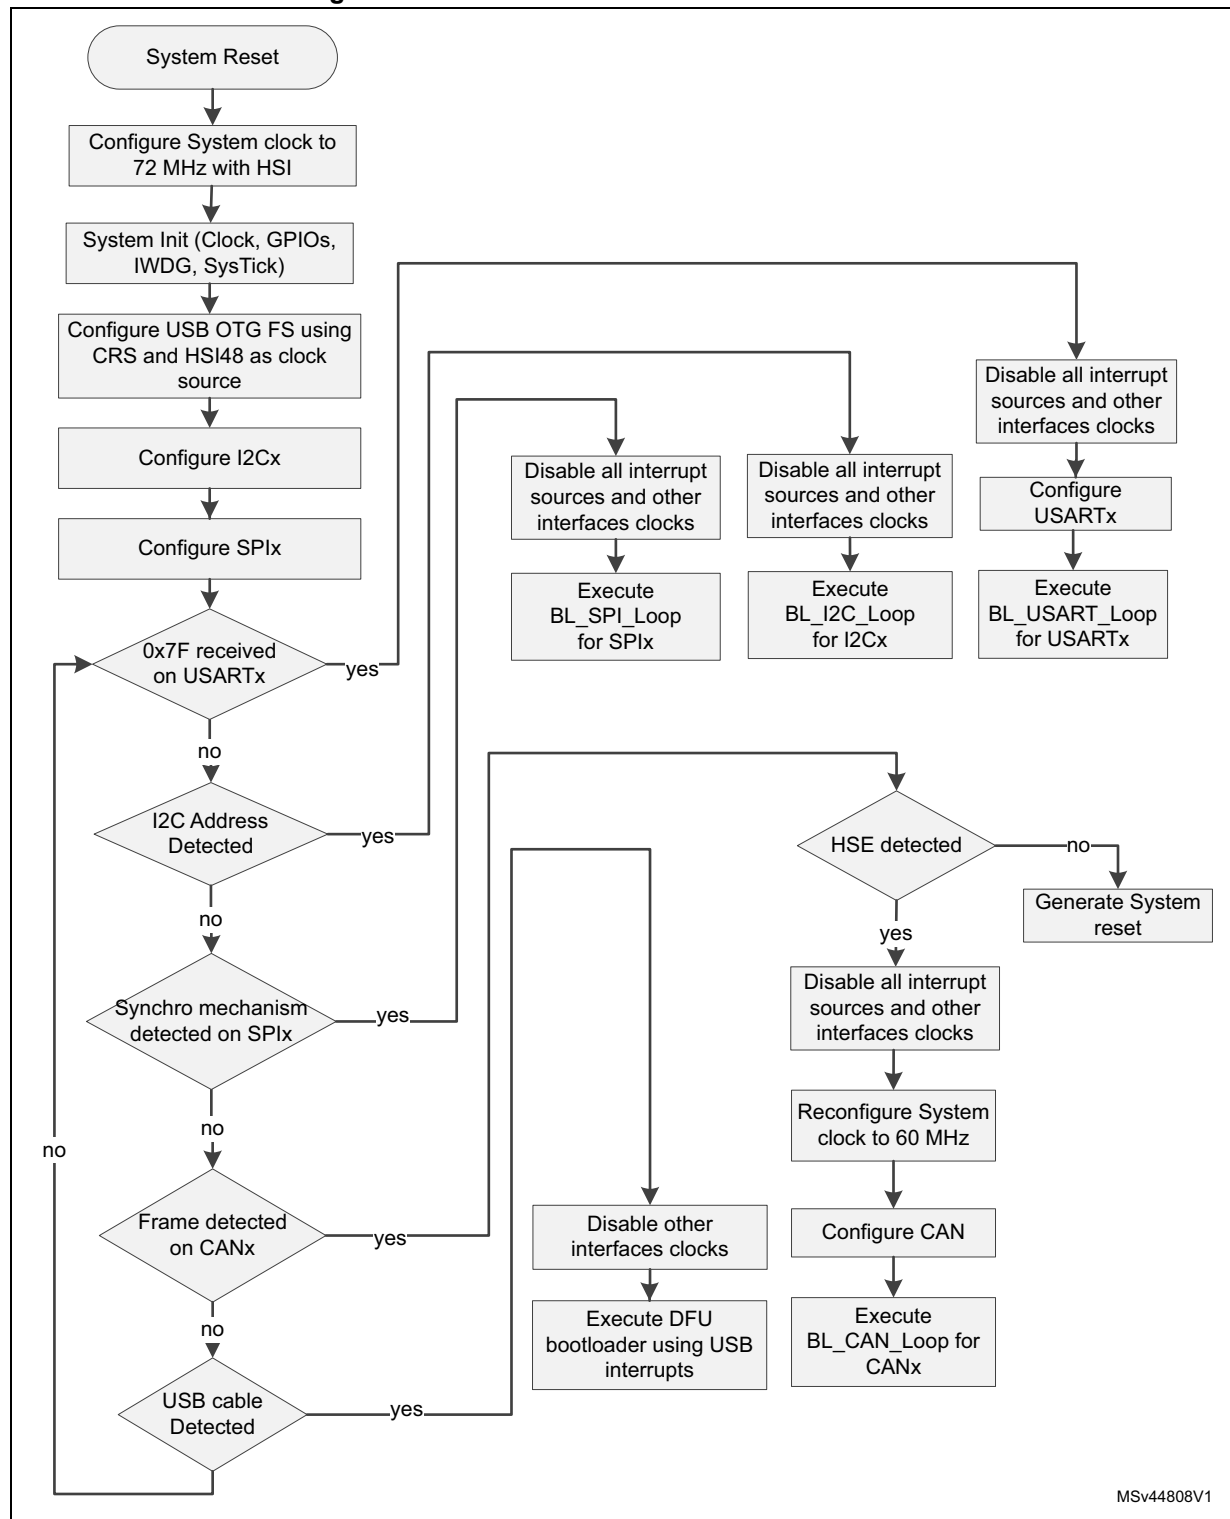 System Reset
Configure System clock to
72 MHz with HSI
System Init (Clock, GPIOs,
IWDG, SysTick)
Configure USB OTG FS using
CRS and HSI48 as clock
source
Configure I2Cx
Configure SPIx
0x7F received
on USARTx
yes
no
I2C Address
Detected
yes
no
Synchro mechanism
detected on SPIx
yes
no
Frame detected
on CANx
yes
no
USB cable
Detected
yes
no
Disable all interrupt
sources and other
interfaces clocks
Execute
BL_SPI_Loop
for SPIx
Disable all interrupt
sources and other
interfaces clocks
Execute
BL_I2C_Loop
for I2Cx
Disable all interrupt
sources and other
interfaces clocks
Configure
USARTx
Execute
BL_USART_Loop
for USARTx
HSE detected
no
Generate System
reset
yes
Disable all interrupt
sources and other
interfaces clocks
Reconfigure System
clock to 60 MHz
Configure CAN
Execute
BL_CAN_Loop for
CANx
Disable other
interfaces clocks
Execute DFU
bootloader using USB
interrupts
MSv44808V1